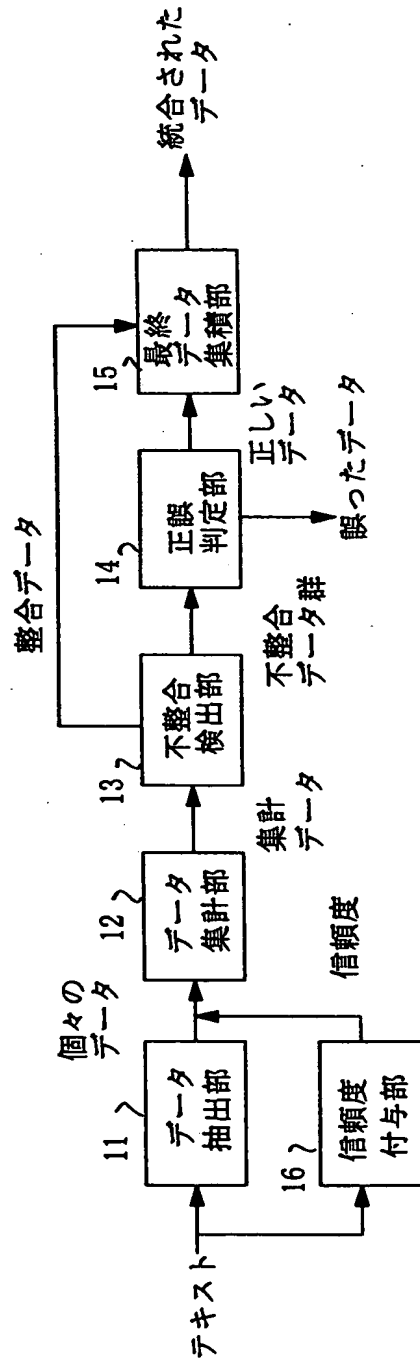 テキスト
11
データ
抽出部
16
信頼度
付与部
個々の
データ
信頼度
12
データ
集計部
集計
データ
13
不整合
検出部
整合データ
不整合
データ群
14
正誤
判定部
正しい
データ
誤ったデータ
15
最終
データ
集積部
統合された
データ